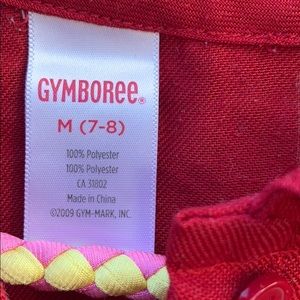 GYMBOREE®
M (7-8)
100% Polyester
100% Polyester
CA 31802
Made in China
©2009 GYM-MARK, INC.